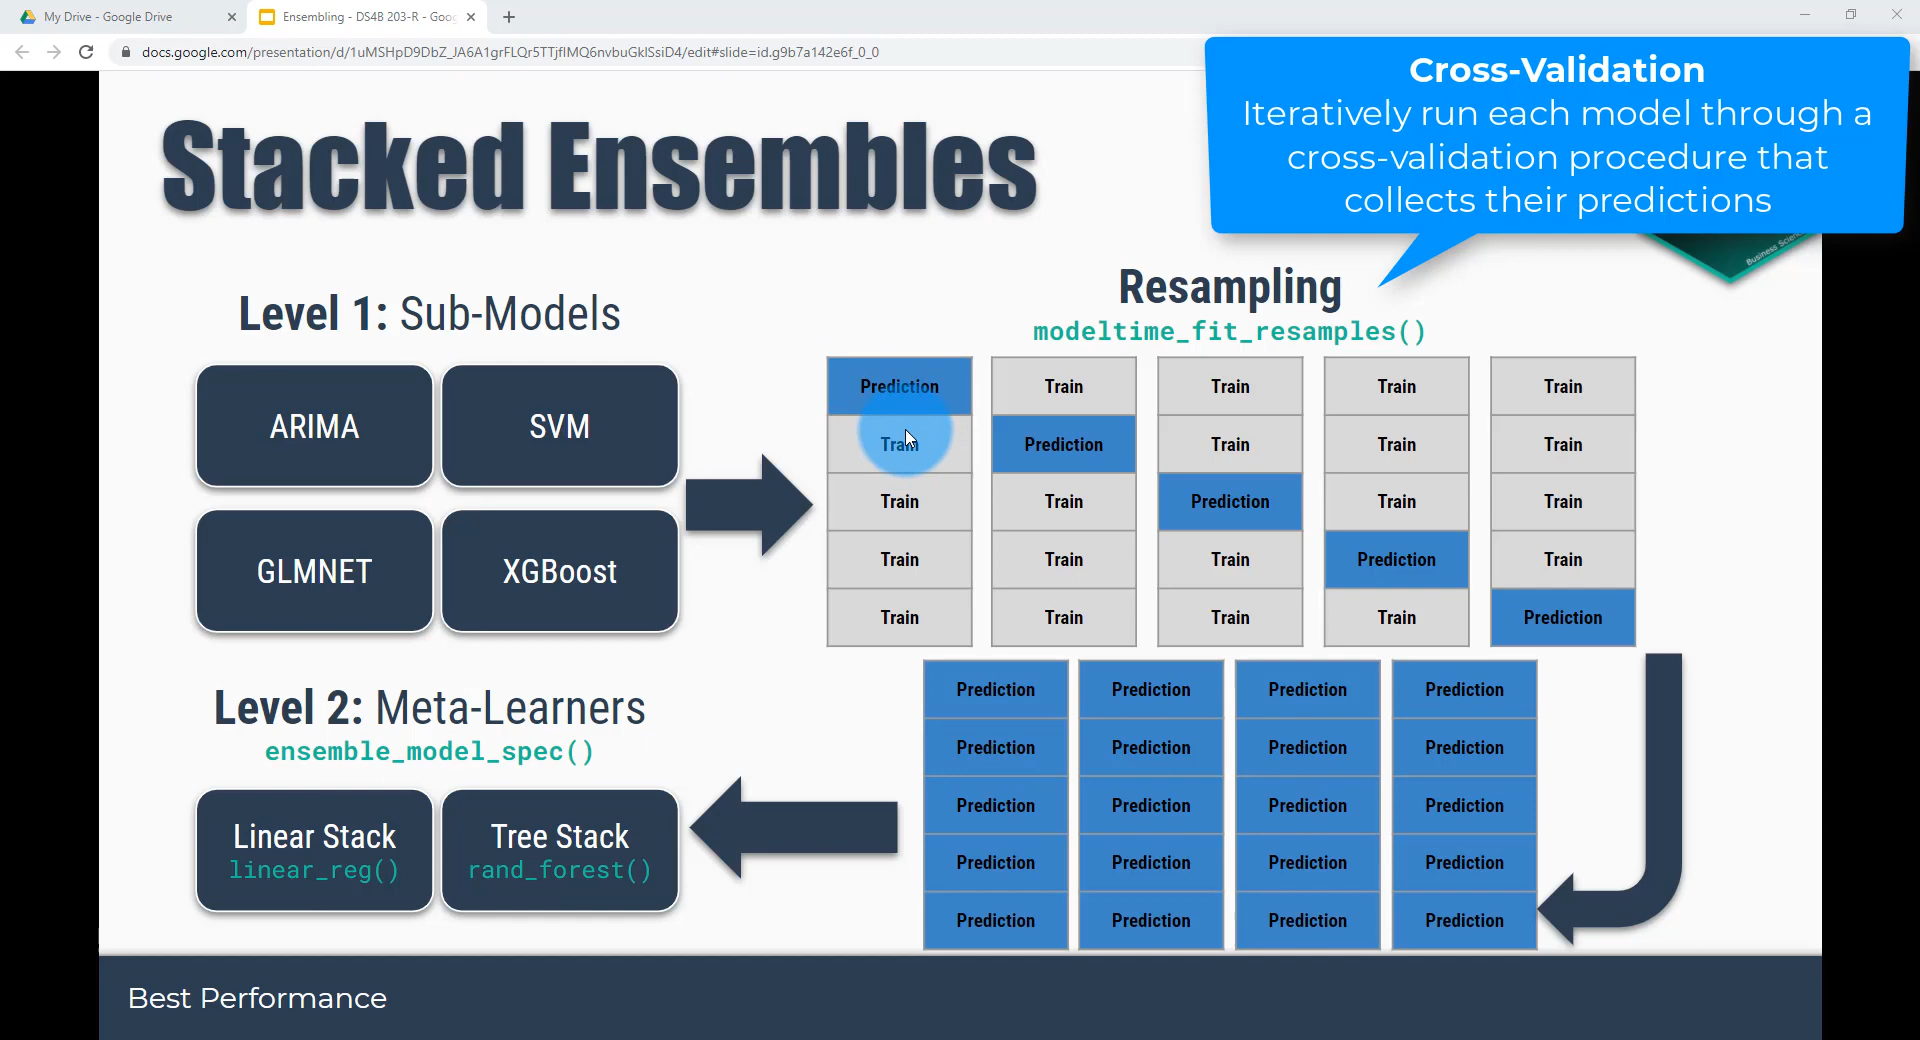 My Drive - Google Drive
Ensembling - DS4B 203-R - Goog
docs.google.com/presentation/d/1uMSHpD9DbZ_JA6A1grFLQr5TTjfIMQ6nvbuGkISsiD4/edit#slide=id.g9b7a142e6f_0_0
Cross-Validation
Iteratively run each model through a
cross-validation procedure that
collects their predictions
Business Scienc
Stacked Ensembles
Level 1: Sub-Models
ARIMA SVM
GLMNET XGBoost
Resampling
modeltime_fit_resamples()
Prediction Train Train Train Train
Train Prediction Train Train Train
Train Train Prediction Train Train
Train Train Train Prediction Train
Train Train Train Train Prediction
Prediction Prediction Prediction Prediction
Prediction Prediction Prediction Prediction
Prediction Prediction Prediction Prediction
Prediction Prediction Prediction Prediction
Prediction Prediction Prediction Prediction
Level 2: Meta-Learners
ensemble_model_spec()
Linear Stack Tree Stack
linear_reg() rand_forest()
Best Performance